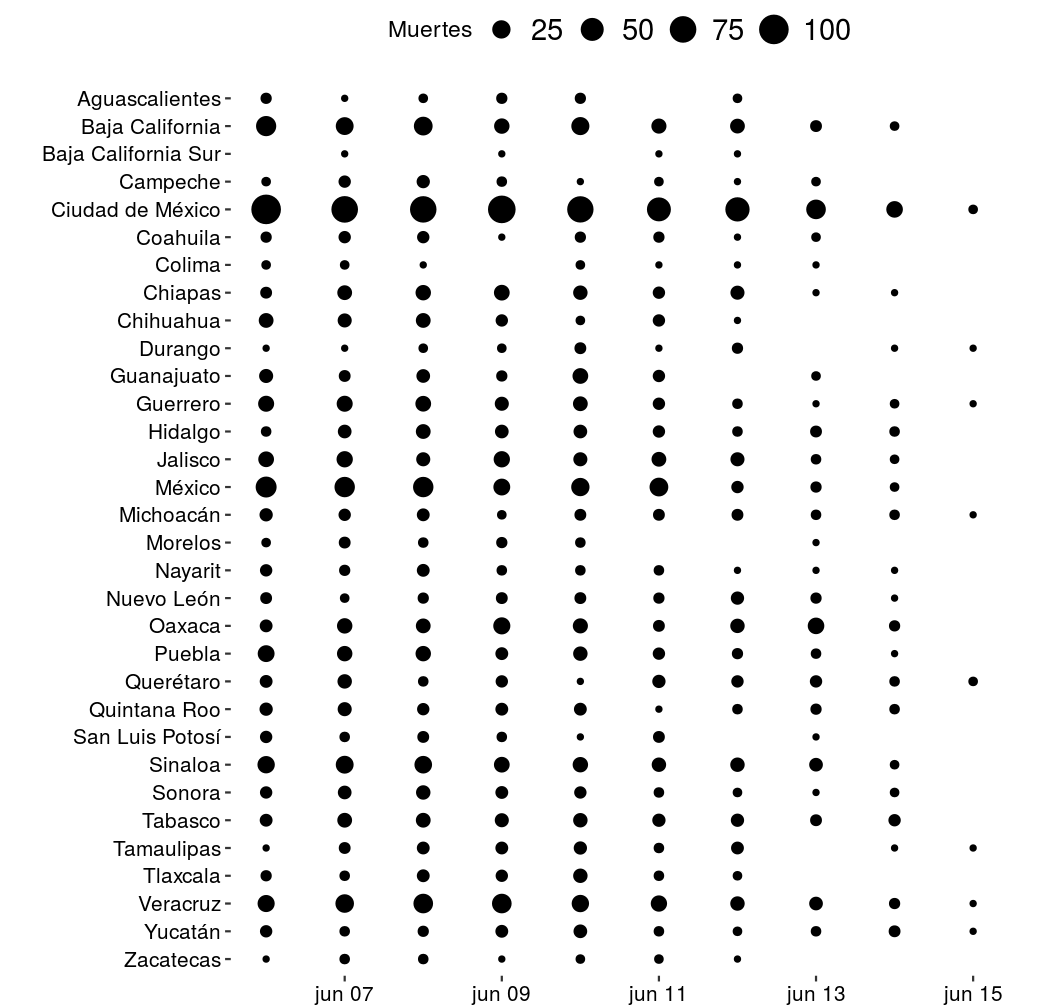 Muertes 25 50 75 100
Aguascalientes
Baja California
Baja California Sur
Campeche
Ciudad de México
Coahuila
Colima
Chiapas
Chihuahua
Durango
Guanajuato
Guerrero
Hidalgo
Jalisco
México
Michoacán
Morelos
Nayarit
Nuevo León
Oaxaca
Puebla
Querétaro
Quintana Roo
San Luis Potosí
Sinaloa
Sonora
Tabasco
Tamaulipas
Tlaxcala
Veracruz
Yucatán
Zacatecas
jun 07 jun 09 jun 11 jun 13 jun 15